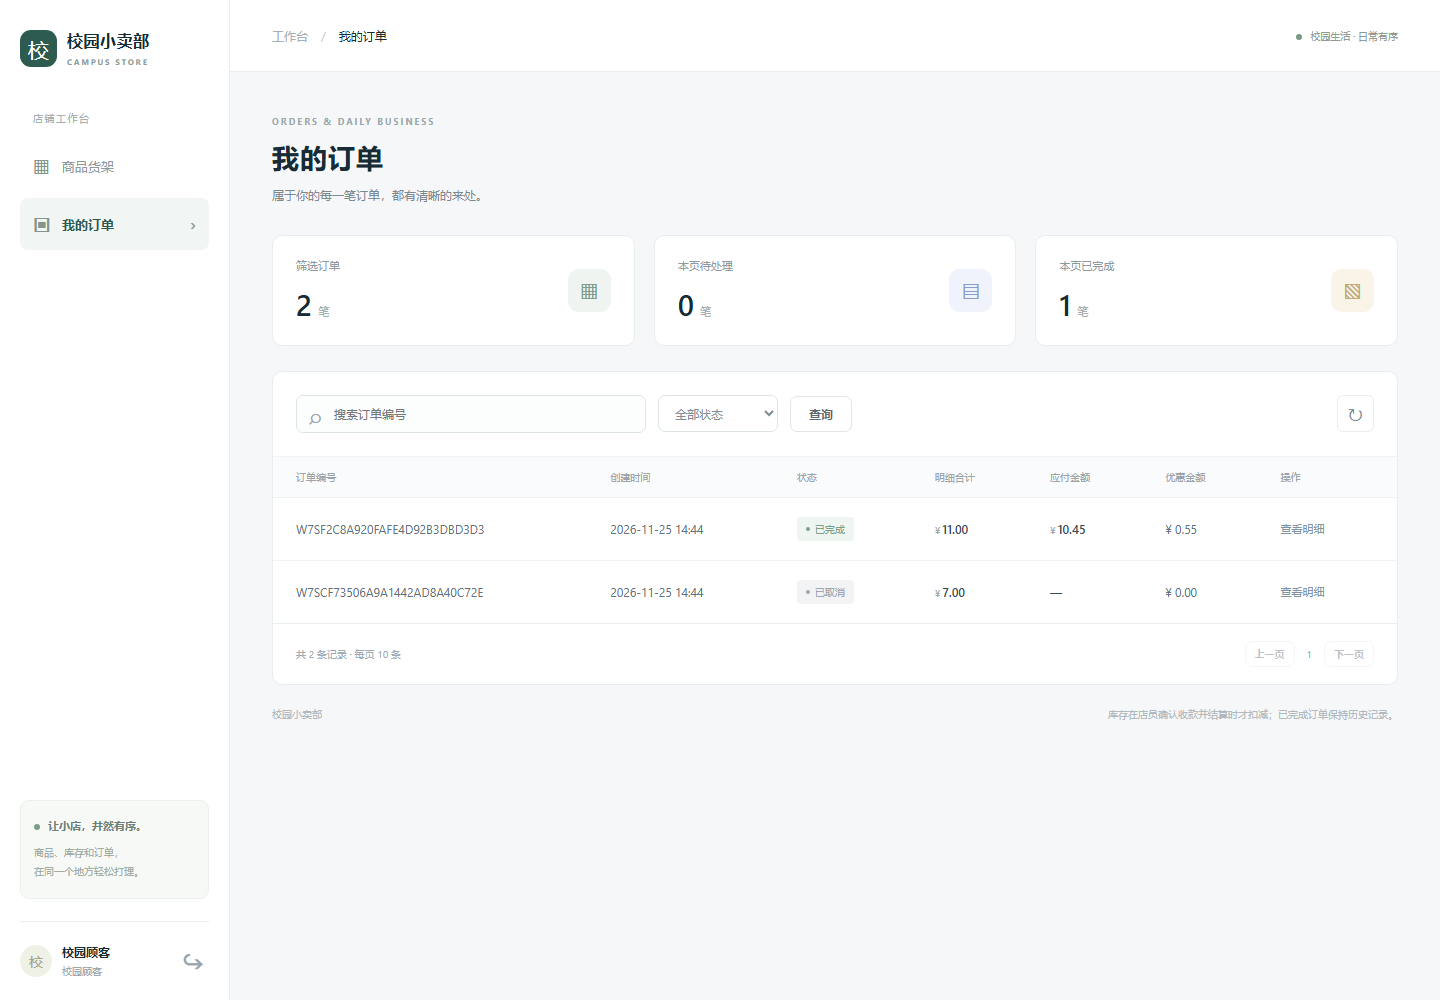 校
校园小卖部
CAMPUS STORE
店铺工作台
商品货架
我的订单
让小店，井然有序。
商品、库存和订单，
在同一个地方轻松打理。
校
校园顾客
校园顾客
工作台 / 我的订单
校园生活 · 日常有序
ORDERS & DAILY BUSINESS
我的订单
属于你的每一笔订单，都有清晰的来处。
筛选订单
2 笔
本页待处理
0 笔
本页已完成
1 笔
搜索订单编号
全部状态
查询
订单编号 创建时间 状态 明细合计 应付金额 优惠金额 操作
W7SF2C8A920FAFE4D92B3DBD3D3 2026-11-25 14:44 已完成 ¥ 11.00 ¥ 10.45 ¥ 0.55 查看明细
W7SCF73506A9A1442AD8A40C72E 2026-11-25 14:44 已取消 ¥ 7.00 — ¥ 0.00 查看明细
共 2 条记录 · 每页 10 条
上一页 1 下一页
校园小卖部
库存在店员确认收款并结算时才扣减；已完成订单保持历史记录。